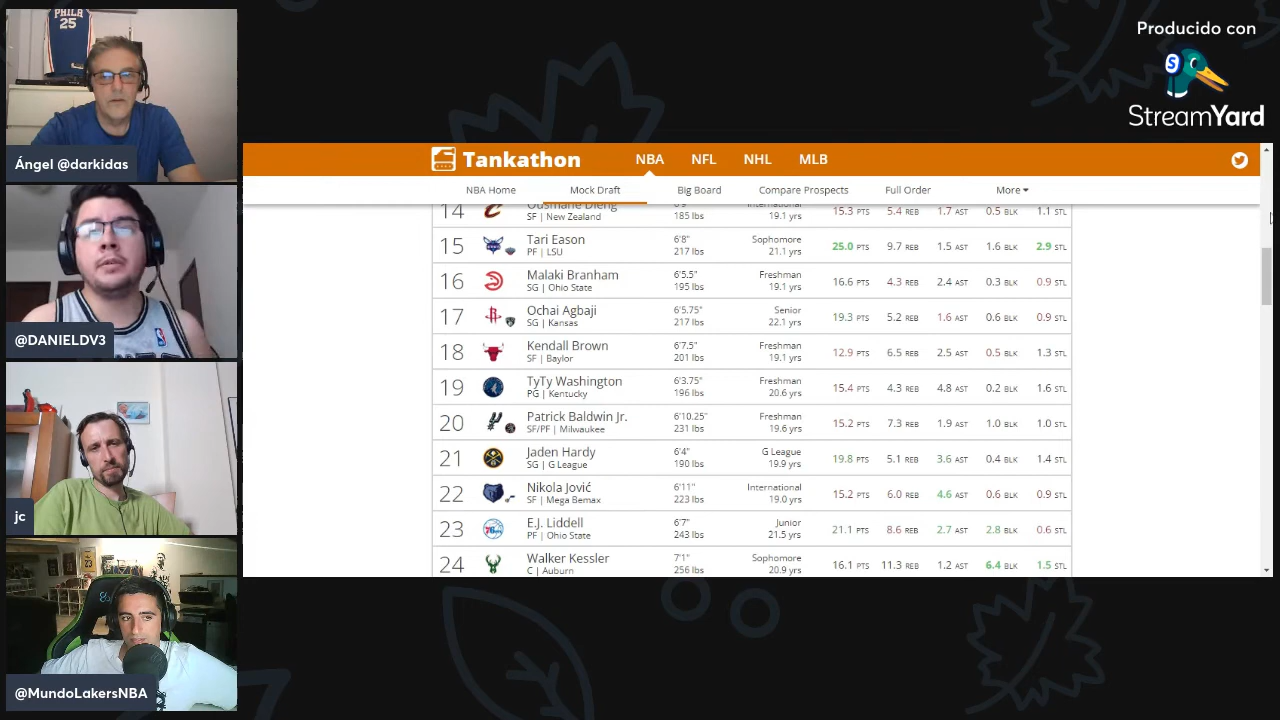 PHILA
25
Ángel @darkidas
@DANIELDV3
jc
@MundoLakersNBA
Producido con
S
StreamYard
Tankathon NBA NFL NHL MLB
NBA Home Mock Draft Big Board Compare Prospects Full Order More
14 Ousmane Dieng 6'9" International 15.3 PTS 5.4 REB 1.7 AST 0.5 BLK 1.1 STL
SF | New Zealand 185 lbs 19.1 yrs
15 Tari Eason 6'8" Sophomore 25.0 PTS 9.7 REB 1.5 AST 1.6 BLK 2.9 STL
PF | LSU 217 lbs 21.1 yrs
16 Malaki Branham 6'5.5" Freshman 16.6 PTS 4.3 REB 2.4 AST 0.3 BLK 0.9 STL
SG | Ohio State 195 lbs 19.1 yrs
17 Ochai Agbaji 6'5.75" Senior 19.3 PTS 5.2 REB 1.6 AST 0.6 BLK 0.9 STL
SG | Kansas 217 lbs 22.1 yrs
18 Kendall Brown 6'7.5" Freshman 12.9 PTS 6.5 REB 2.5 AST 0.5 BLK 1.3 STL
SF | Baylor 201 lbs 19.1 yrs
19 TyTy Washington 6'3.75" Freshman 15.4 PTS 4.3 REB 4.8 AST 0.2 BLK 1.6 STL
PG | Kentucky 196 lbs 20.6 yrs
20 Patrick Baldwin Jr. 6'10.25" Freshman 15.2 PTS 7.3 REB 1.9 AST 1.0 BLK 1.0 STL
SF/PF | Milwaukee 231 lbs 19.6 yrs
21 Jaden Hardy 6'4" G League 19.8 PTS 5.1 REB 3.6 AST 0.4 BLK 1.4 STL
SG | G League 190 lbs 19.9 yrs
22 Nikola Jović 6'11" International 15.2 PTS 6.0 REB 4.6 AST 0.6 BLK 0.9 STL
SF | Mega Bemax 223 lbs 19.0 yrs
23 E.J. Liddell 6'7" Junior 21.1 PTS 8.6 REB 2.7 AST 2.8 BLK 0.6 STL
PF | Ohio State 243 lbs 21.5 yrs
24 Walker Kessler 7'1" Sophomore 16.1 PTS 11.3 REB 1.2 AST 6.4 BLK 1.5 STL
C | Auburn 256 lbs 20.9 yrs